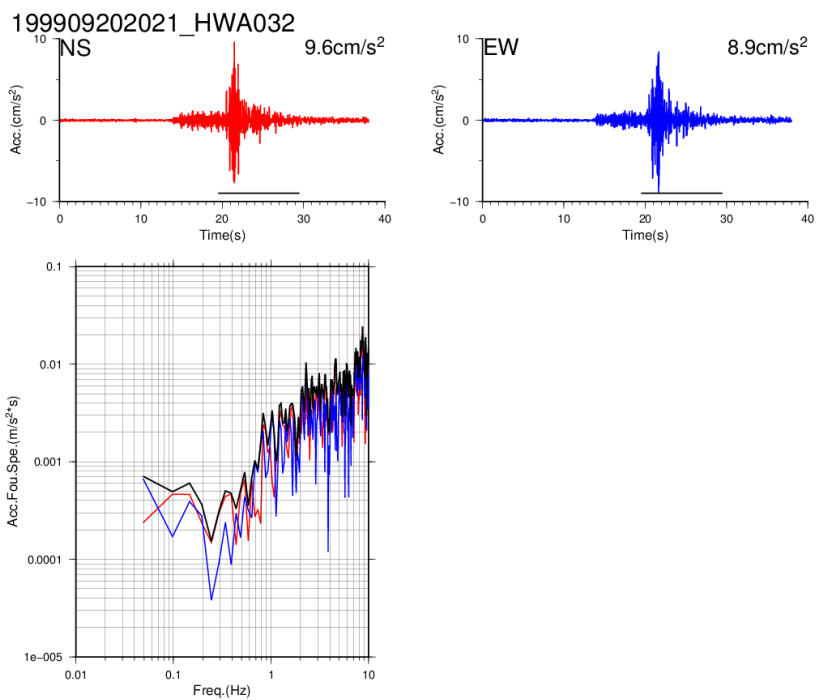 199909202021_HWA032
NS 9.6cm/s²
10
0
−10
Acc.(cm/s²)
0 10 20 30 40
Time(s)
EW 8.9cm/s²
10
0
−10
Acc.(cm/s²)
0 10 20 30 40
Time(s)
0.1
0.01
0.001
0.0001
1e−005
Acc.Fou.Spe.(m/s²*s)
0.01 0.1 1 10
Freq.(Hz)